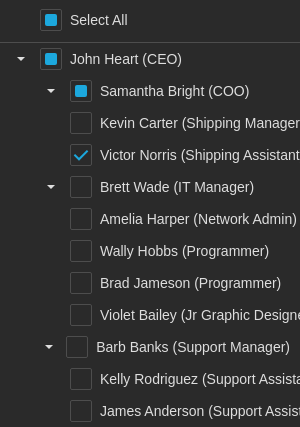 Select All
John Heart (CEO)
Samantha Bright (COO)
Kevin Carter (Shipping Manager
Victor Norris (Shipping Assistant
Brett Wade (IT Manager)
Amelia Harper (Network Admin)
Wally Hobbs (Programmer)
Brad Jameson (Programmer)
Violet Bailey (Jr Graphic Designe
Barb Banks (Support Manager)
Kelly Rodriguez (Support Assista
James Anderson (Support Assist